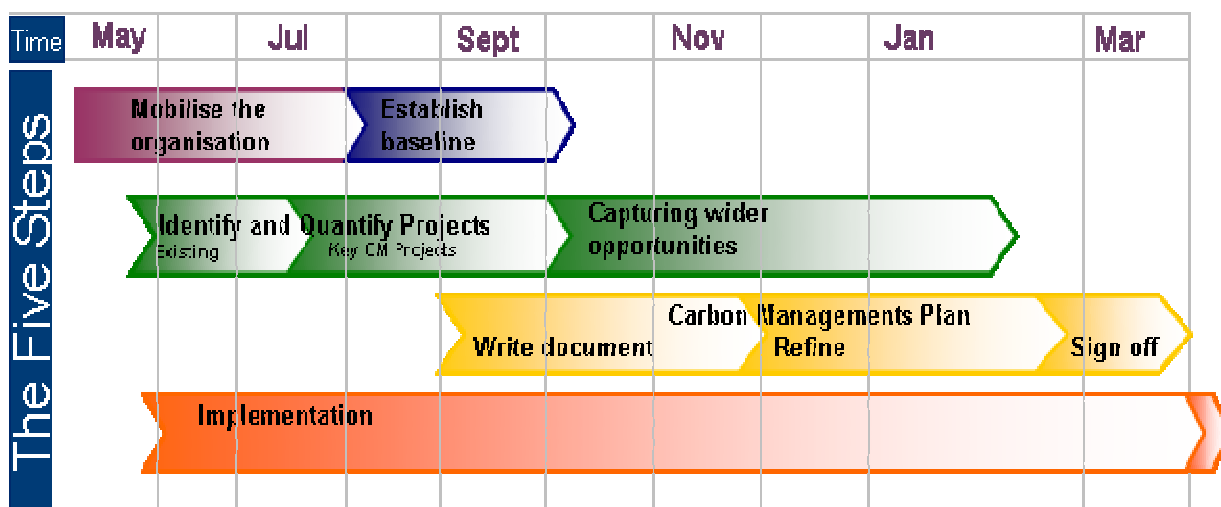 Time
May
Jul
Sept
Nov
Jan
Mar
The Five Steps
Mobilise the
organisation
Establish
baseline
Identify and Quantify Projects
Existing
Key CM Projects
Capturing wider
opportunities
Carbon Managements Plan
Write document
Refine
Sign off
Implementation